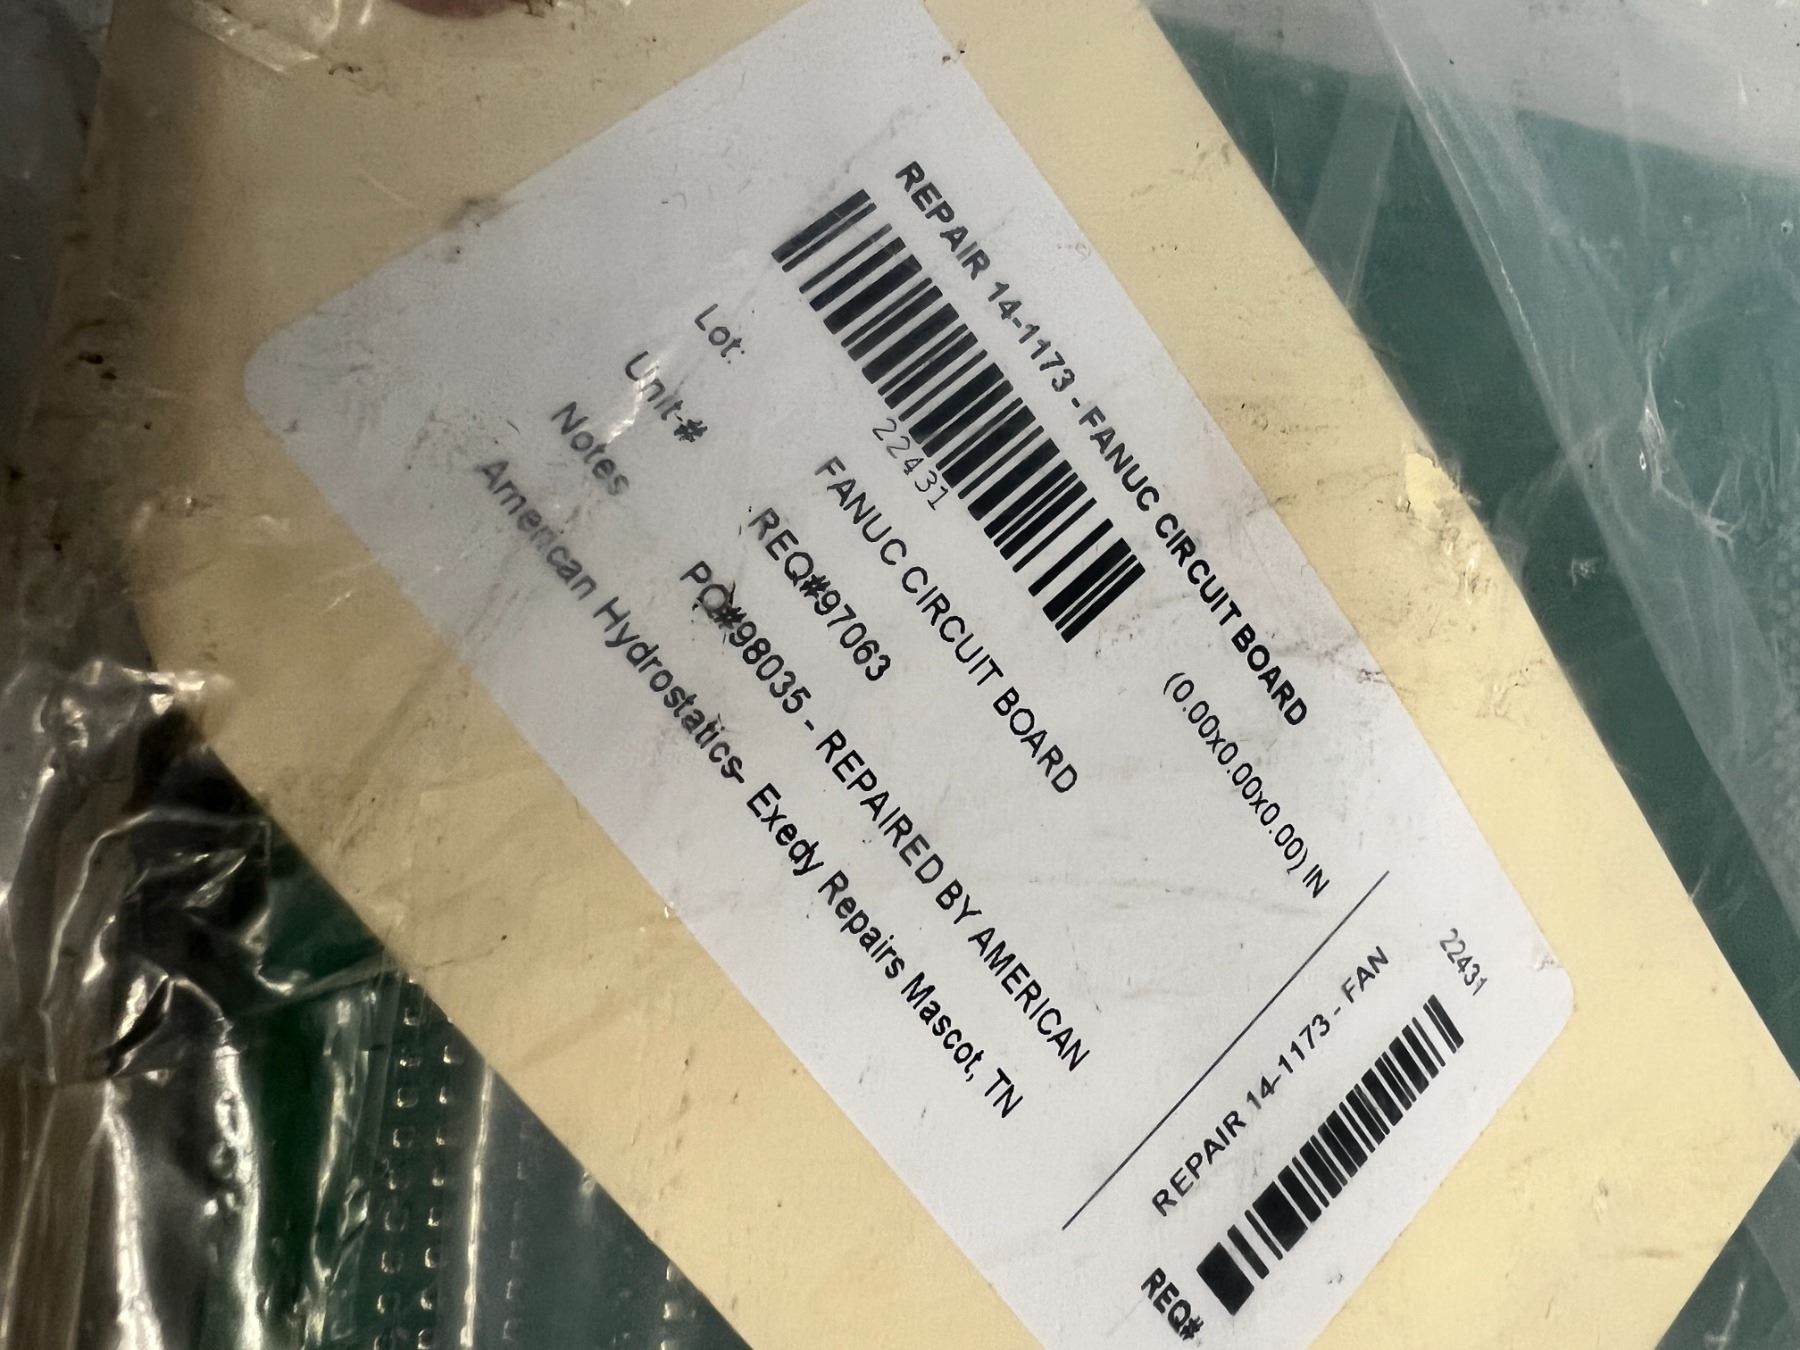 REPAIR 14-1173 - FANUC CIRCUIT BOARD
22431
(0.00x0.00x0.00) IN
FANUC CIRCUIT BOARD
Lot:
REQ#97063
Unit #
PO#98035 - REPAIRED BY AMERICAN
Notes
American Hydrostatics- Exedy Repairs Mascot, TN
22431
REPAIR 14-1173 - FAN
REQ#